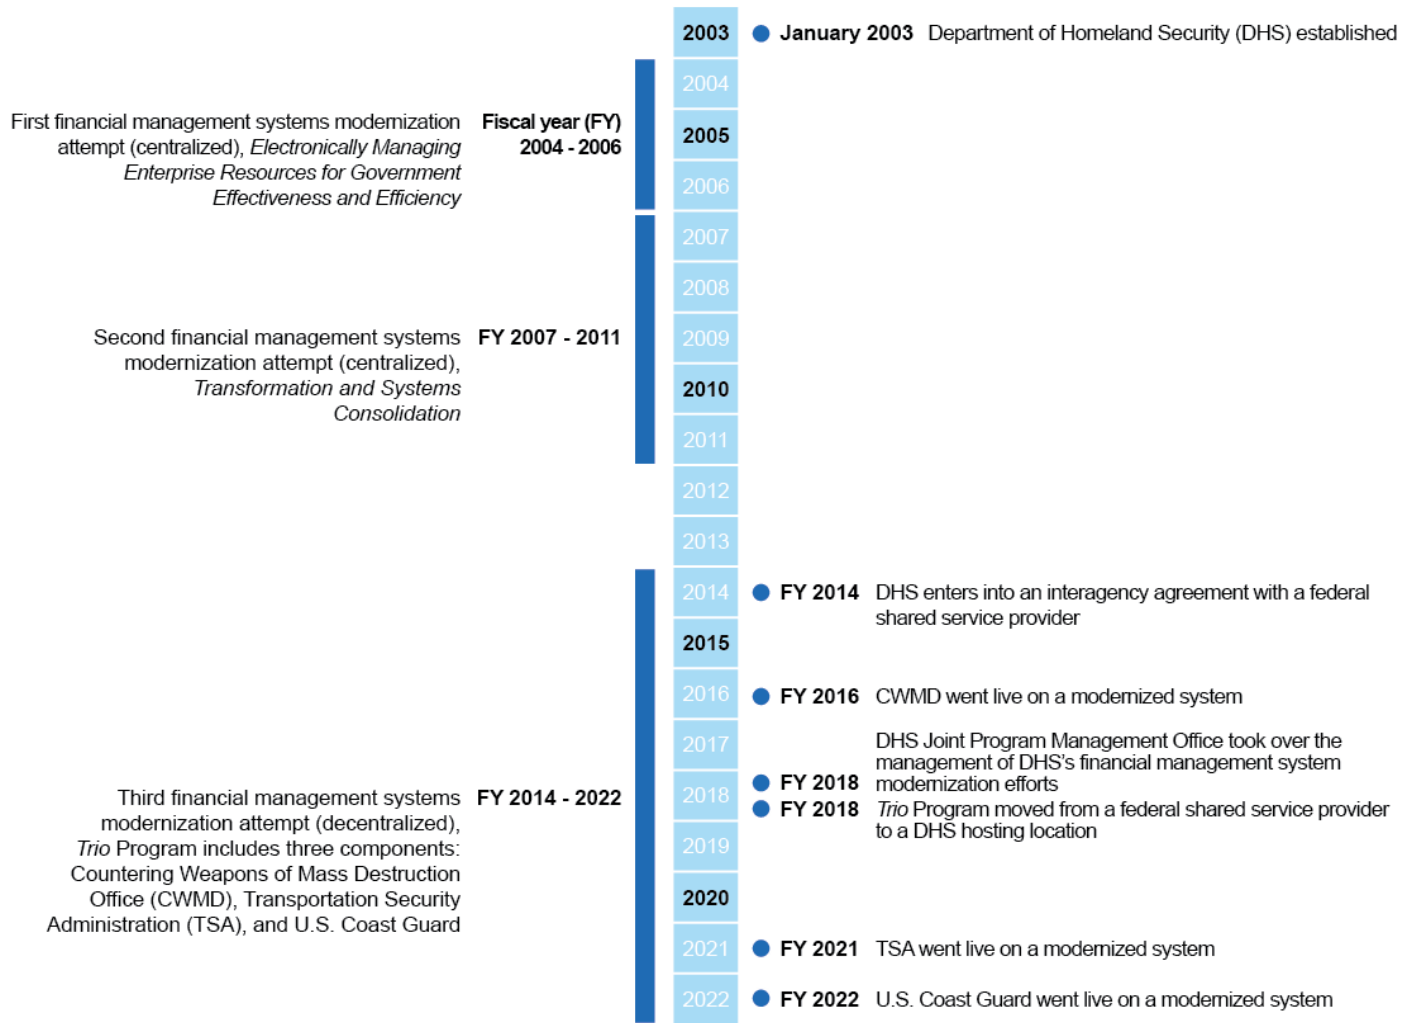 2003
January 2003 Department of Homeland Security (DHS) established
2004
First financial management systems modernization
attempt (centralized), Electronically Managing
Enterprise Resources for Government
Effectiveness and Efficiency
Fiscal year (FY)
2004 - 2006
2005
2006
2007
2008
Second financial management systems
modernization attempt (centralized),
Transformation and Systems
Consolidation
FY 2007 - 2011
2009
2010
2011
2012
2013
2014
FY 2014 DHS enters into an interagency agreement with a federal
shared service provider
2015
2016
FY 2016 CWMD went live on a modernized system
2017
DHS Joint Program Management Office took over the
management of DHS's financial management system
FY 2018 modernization efforts
2018
FY 2018 Trio Program moved from a federal shared service provider
to a DHS hosting location
Third financial management systems
modernization attempt (decentralized),
Trio Program includes three components:
Countering Weapons of Mass Destruction
Office (CWMD), Transportation Security
Administration (TSA), and U.S. Coast Guard
FY 2014 - 2022
2019
2020
2021
FY 2021 TSA went live on a modernized system
2022
FY 2022 U.S. Coast Guard went live on a modernized system